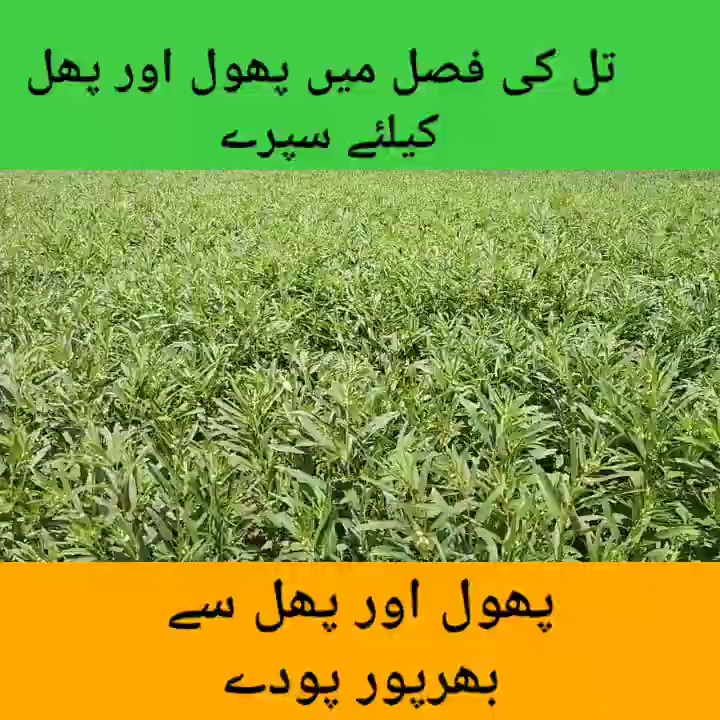 تل کی فصل میں پھول اور پھل
کیلئے سپرے
پھول اور پھل سے
بھرپور پودے